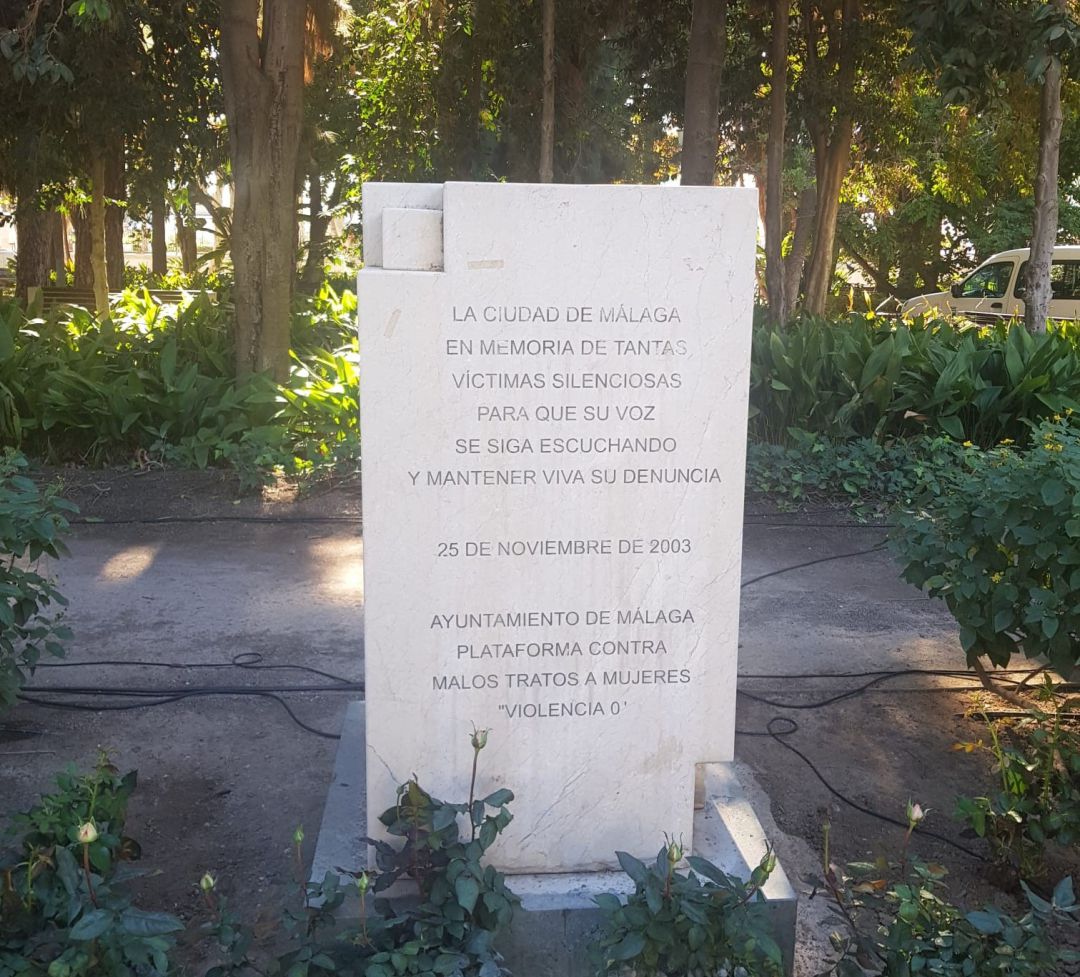 LA CIUDAD DE MÁLAGA
EN MEMORIA DE TANTAS
VÍCTIMAS SILENCIOSAS
PARA QUE SU VOZ
SE SIGA ESCUCHANDO
Y MANTENER VIVA SU DENUNCIA
25 DE NOVIEMBRE DE 2003
AYUNTAMIENTO DE MÁLAGA
PLATAFORMA CONTRA
MALOS TRATOS A MUJERES
"VIOLENCIA 0"